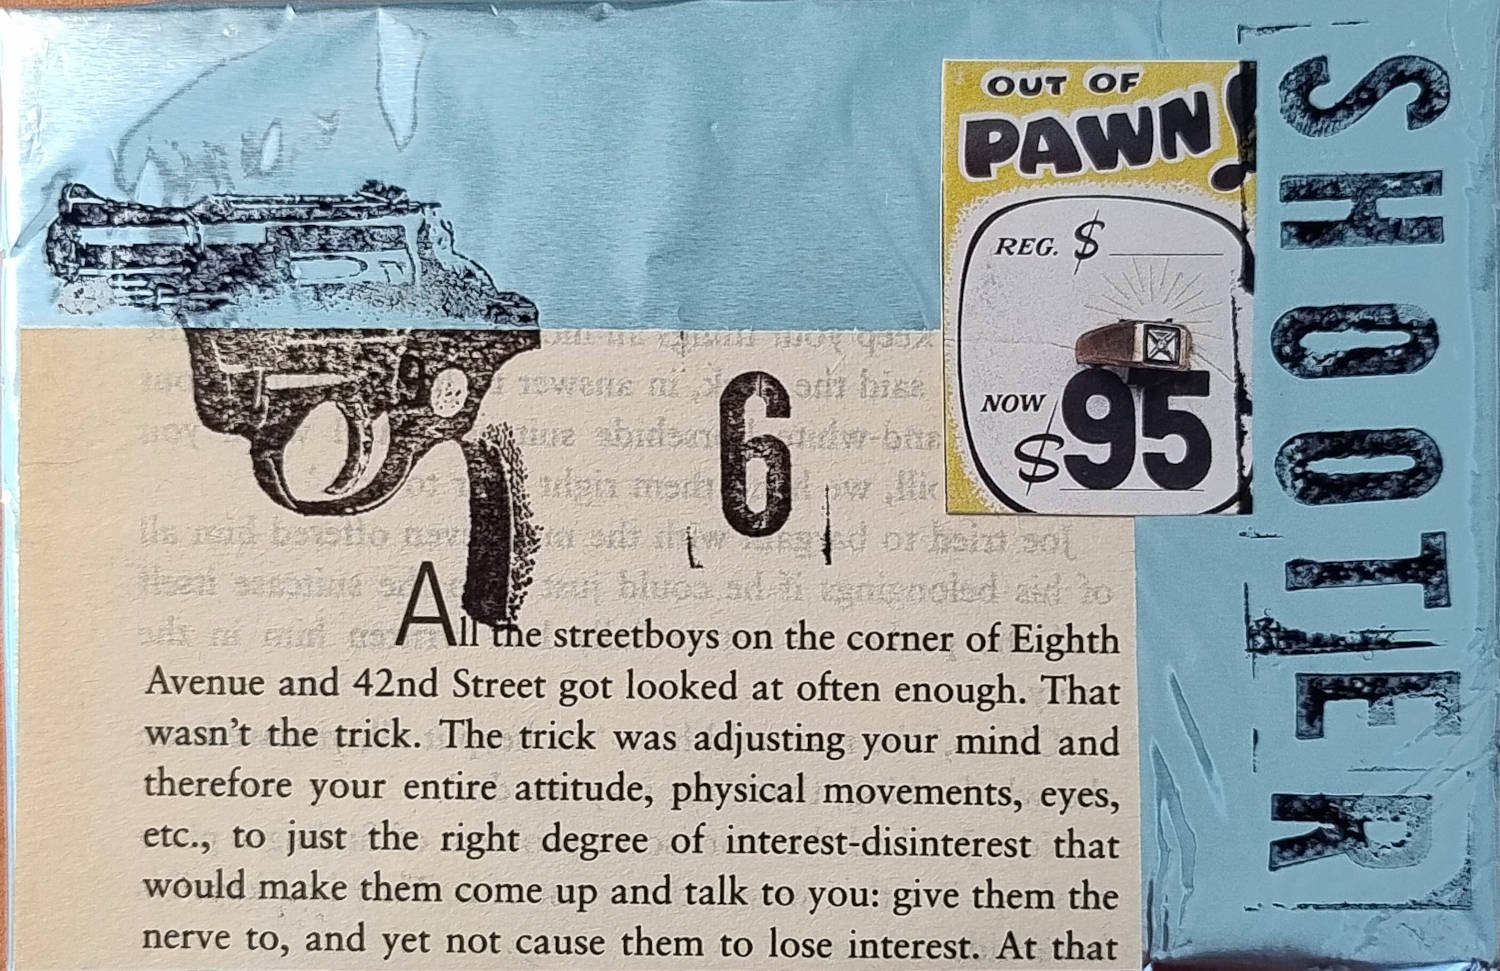 OUT OF
PAWN!
REG. $
NOW
$95
SHOOTER
6
All the streetboys on the corner of Eighth
Avenue and 42nd Street got looked at often enough. That
wasn't the trick. The trick was adjusting your mind and
therefore your entire attitude, physical movements, eyes,
etc., to just the right degree of interest-disinterest that
would make them come up and talk to you: give them the
nerve to, and yet not cause them to lose interest. At that